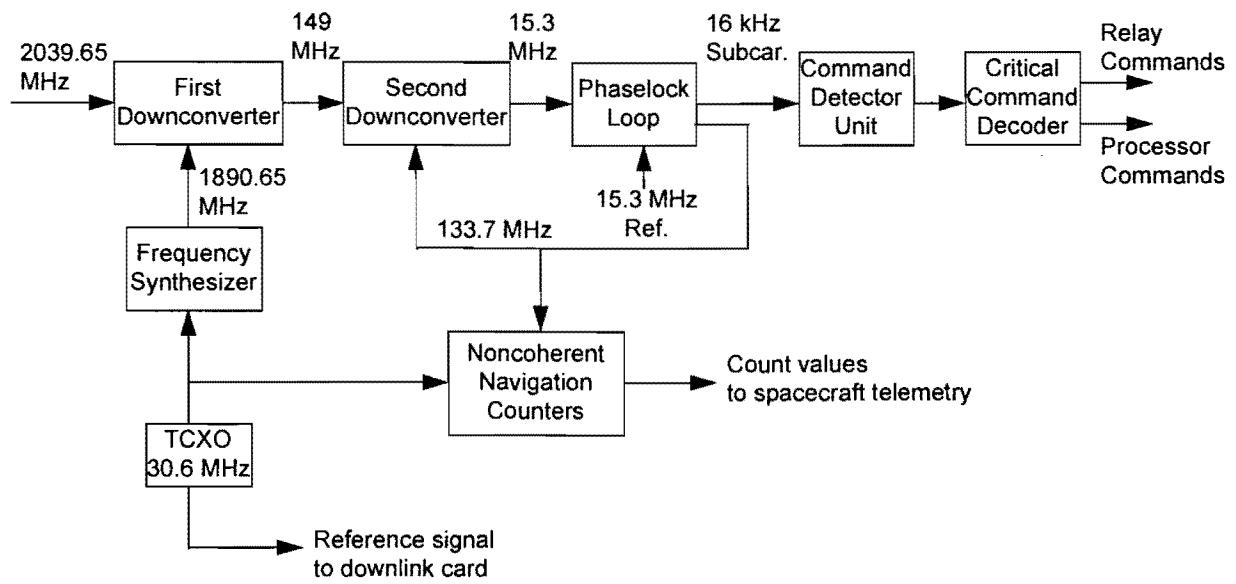 2039.65
MHz
First
Downconverter
149
MHz
Second
Downconverter
15.3
MHz
Phaselock
Loop
16 kHz
Subcar.
Command
Detector
Unit
Critical
Command
Decoder
Relay
Commands
Processor
Commands
1890.65
MHz
15.3 MHz
Ref.
133.7 MHz
Frequency
Synthesizer
Noncoherent
Navigation
Counters
Count values
to spacecraft telemetry
TCXO
30.6 MHz
Reference signal
to downlink card